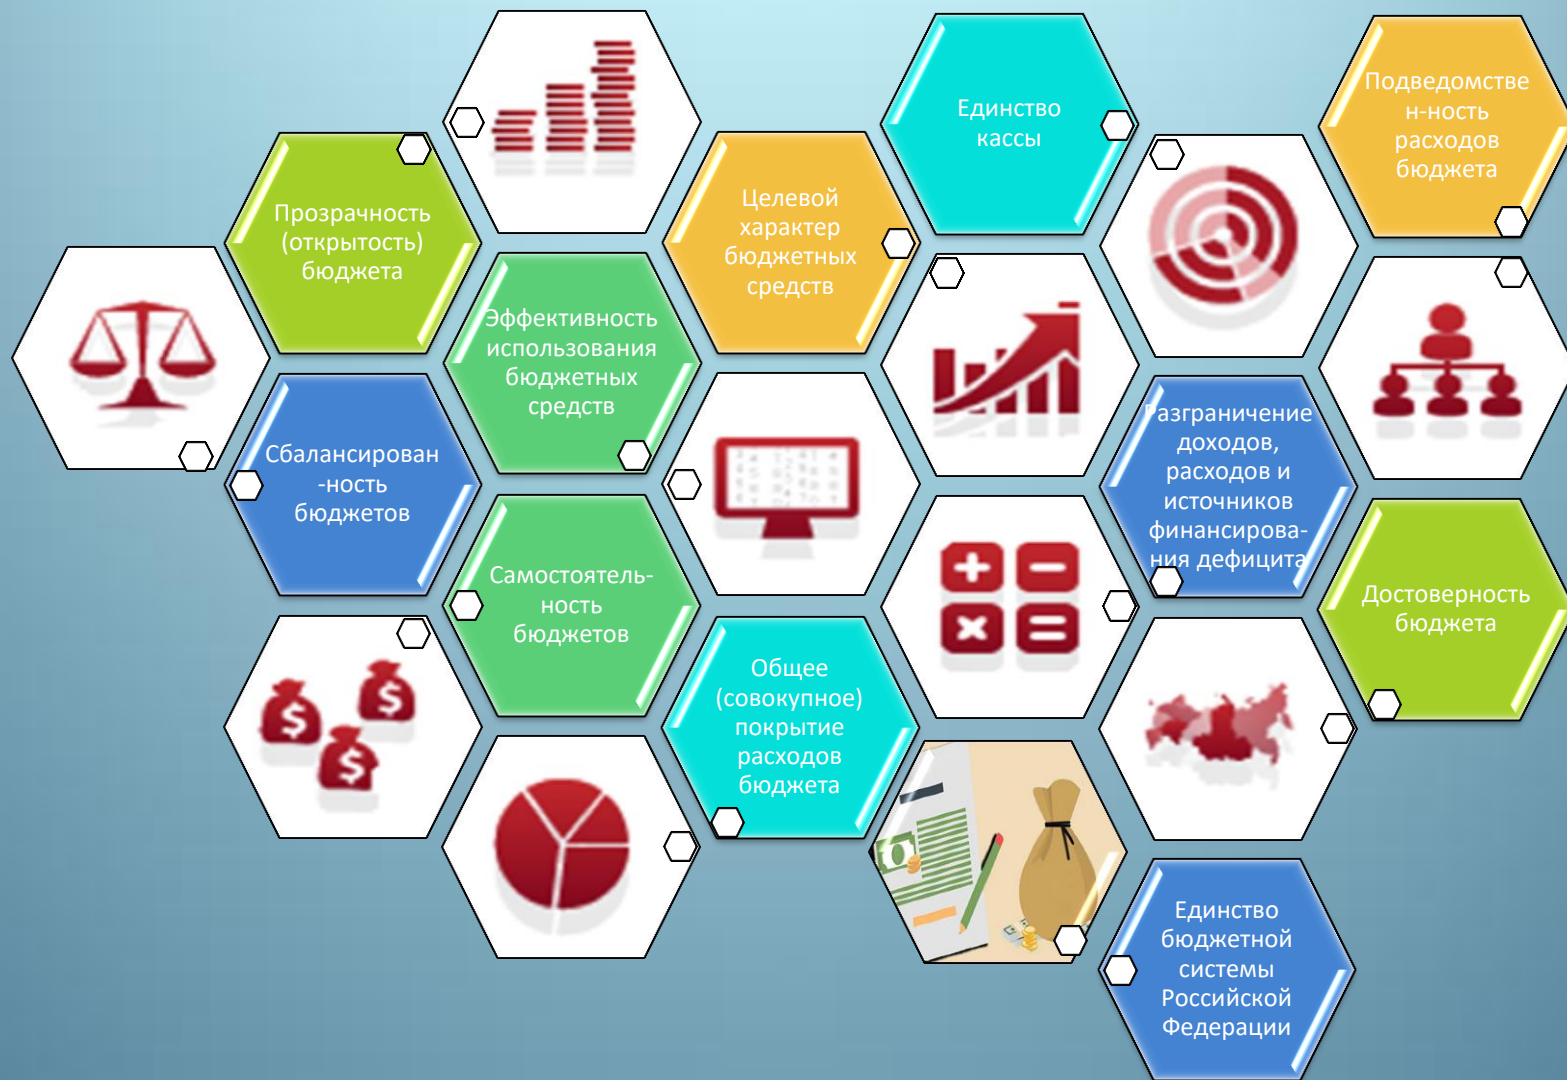 Единство
кассы
Подведомстве
н-ность
расходов
бюджета
Прозрачность
(открытость)
бюджета
Целевой
характер
бюджетных
средств
Эффективность
использования
бюджетных
средств
Сбалансирован
-ность
бюджетов
Разграничение
доходов,
расходов и
источников
финансирова-
ния дефицита
Самостоятель-
ность
бюджетов
Достоверность
бюджета
Общее
(совокупное)
покрытие
расходов
бюджета
Единство
бюджетной
системы
Российской
Федерации